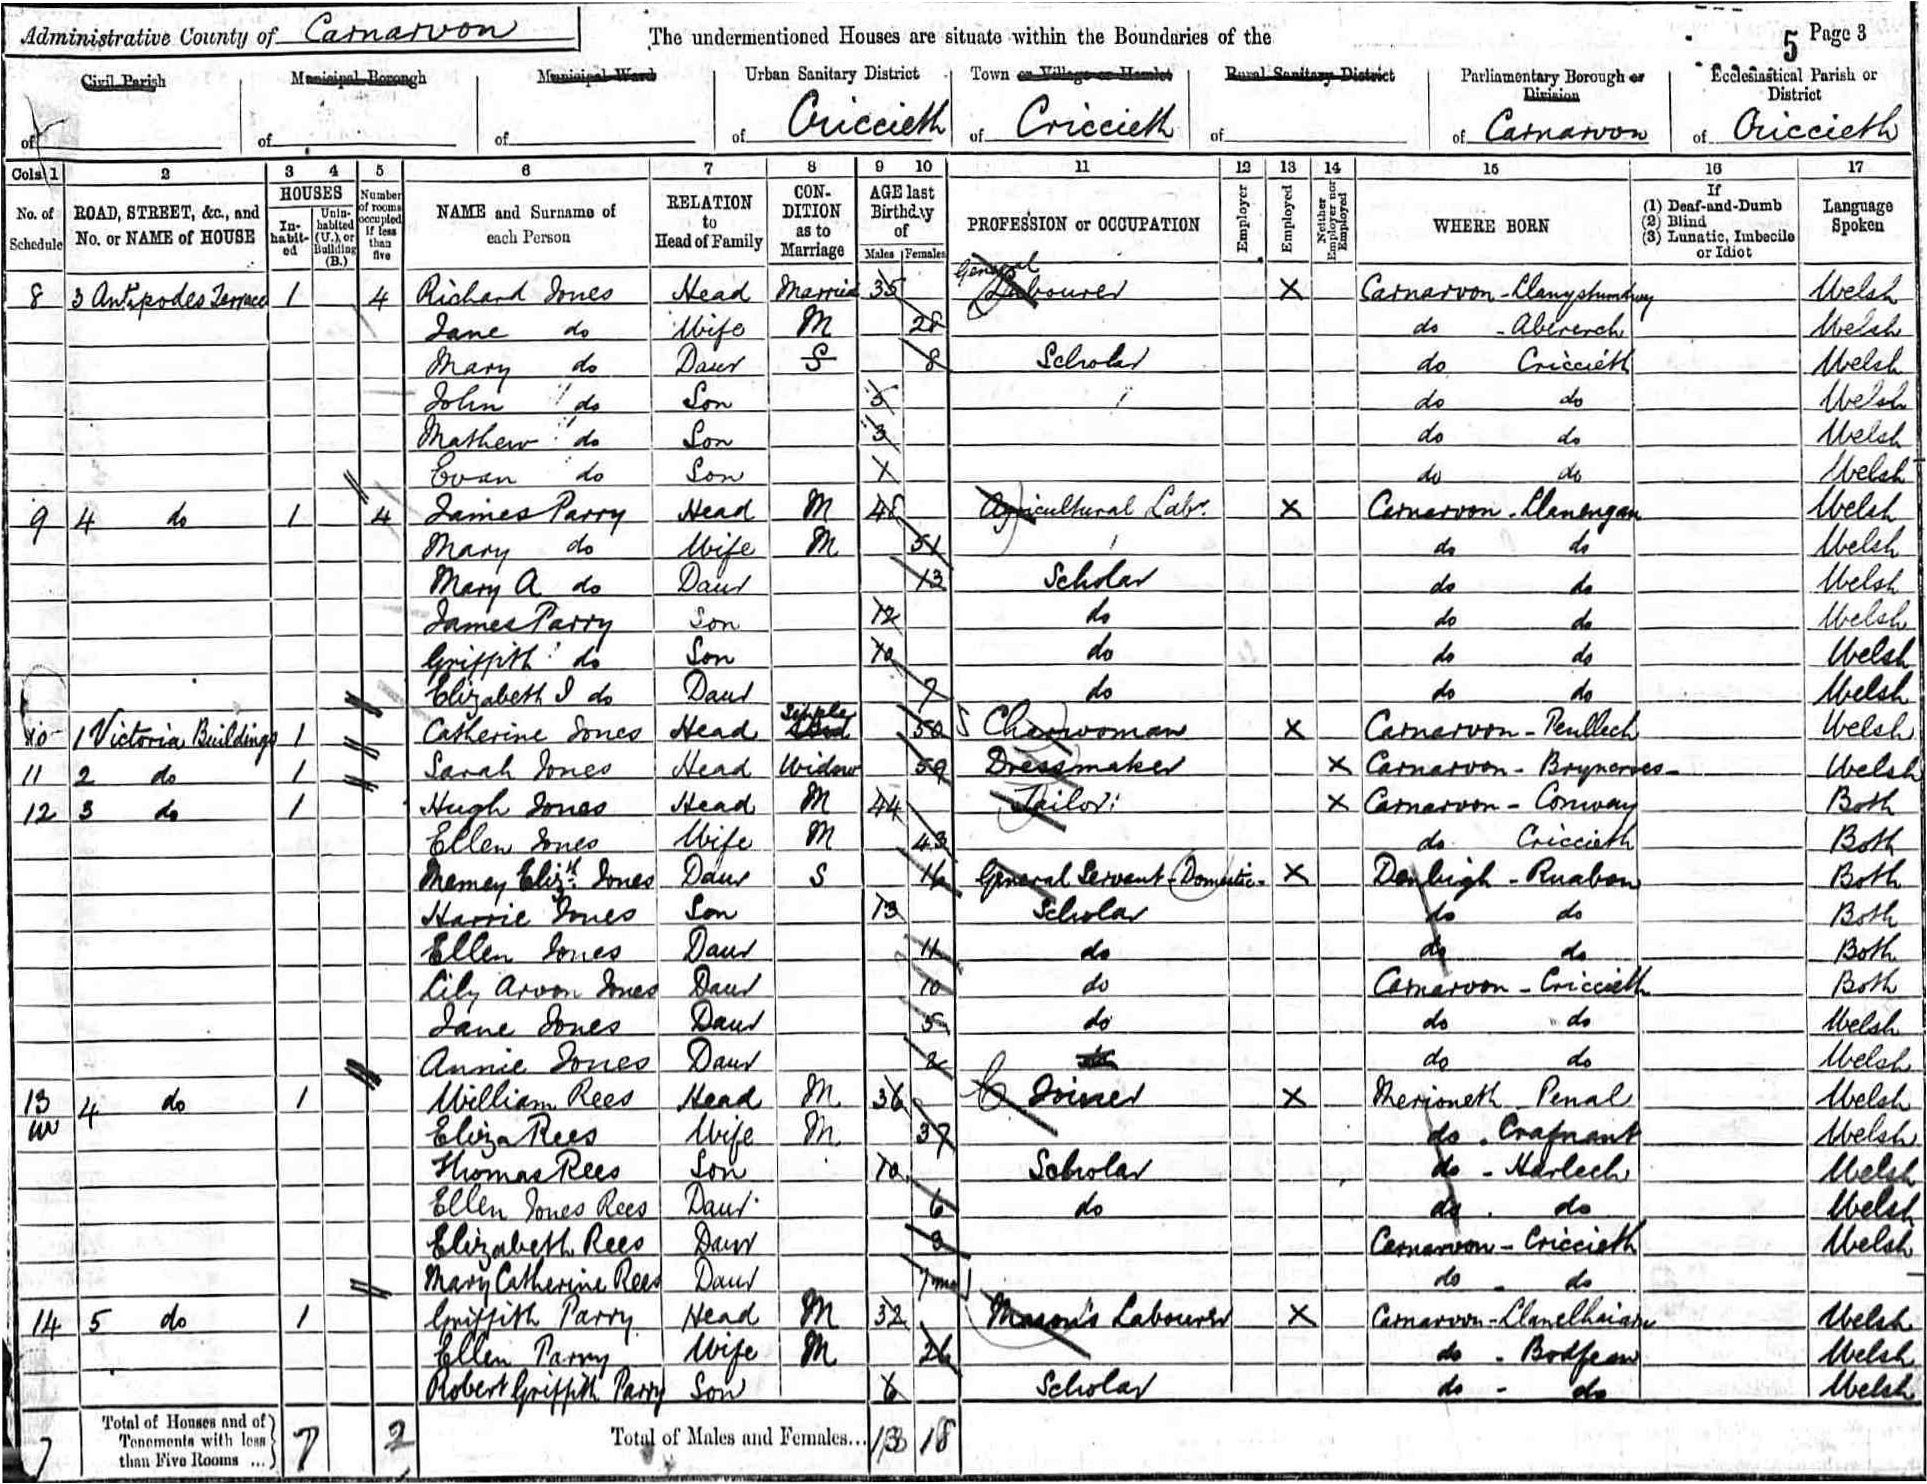 Administrative County of Carnarvon
The undermentioned Houses are situate within the Boundaries of the
5 Page 3
Civil Parish Municipal Borough Municipal Ward Urban Sanitary District Town or Village or Hamlet Rural Sanitary District Parliamentary Borough or Division Ecclesiastical Parish or District
of of of of Criccieth of Criccieth of of Carnarvon of Criccieth
Cols. 1 2 3 4 5 6 7 8 9 10 11 12 13 14 15 16 17
No. of Schedule
ROAD, STREET, &c., and No. or NAME of HOUSE
HOUSES
In-habit-ed
Unin-habited (U.), or Building (B.)
Number of rooms occupied if less than five
NAME and Surname of each Person
RELATION to Head of Family
CON-DITION as to Marriage
AGE last Birthday of
Males Females
PROFESSION or OCCUPATION
Employer
Employed
Neither Employer nor Employed
WHERE BORN
If (1) Deaf-and-Dumb (2) Blind (3) Lunatic, Imbecile or Idiot
Language Spoken
8 3 Antipodes Terrace 1 4 Richard Jones Head Married 35 General Labourer X Carnarvon - Llanystumdwy Welsh
Jane do Wife M 28 do - Abererch Welsh
Mary do Daur S 8 Scholar do Criccieth Welsh
John do Son 5 do do Welsh
Mathew do Son 3 do do Welsh
Evan do Son 1 do do Welsh
9 4 do 1 4 James Parry Head M 48 Agricultural Labr. X Carnarvon - Llanengan Welsh
Mary do Wife M 51 do do Welsh
Mary A do Daur 13 Scholar do do Welsh
James Parry Son 12 do do do Welsh
Griffith do Son 10 do do do Welsh
Elizabeth J do Daur 7 do do do Welsh
10 1 Victoria Buildings 1 Catherine Jones Head Single 50 Charwoman X Carnarvon - Penllech Welsh
11 2 do 1 Sarah Jones Head Widow 59 Dressmaker X Carnarvon - Bryncroes - Welsh
12 3 do 1 Hugh Jones Head M 44 Tailor X Carnarvon - Conway Both
Ellen Jones Wife M 43 do Criccieth Both
Memey Elizth. Jones Daur S 16 General Servant - Domestic - X Denbigh - Ruabon Both
Harrie Jones Son 13 Scholar do do Both
Ellen Jones Daur 11 do do do Both
Lily Arvon Jones Daur 10 do Carnarvon - Criccieth Both
Jane Jones Daur 5 do do do Welsh
Annie Jones Daur 2 do do do Welsh
13 4 do 1 William Rees Head M 36 Joiner X Merioneth - Penal Welsh
Eliza Rees Wife M 37 do - Crafnant Welsh
Thomas Rees Son 10 Scholar do - Harlech Welsh
Ellen Jones Rees Daur 6 do do - do Welsh
Elizabeth Rees Daur 3 Carnarvon - Criccieth Welsh
Mary Catherine Rees Daur 7 mo do - do
14 5 do 1 Griffith Parry Head M 32 Mason's Labourer X Carnarvon - Llanelhaiarn Welsh
Ellen Parry Wife M 26 do - Bodfean Welsh
Robert Griffith Parry Son 6 Scholar do - do Welsh
7 Total of Houses and of Tenements with less than Five Rooms ... 7 2 Total of Males and Females... 13 18